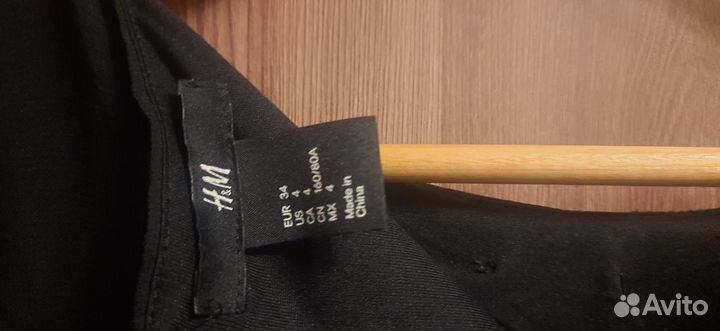 H&M
EUR 34
US 4
CA 4
CN 160/80A
MX 4
Made in
China
Avito